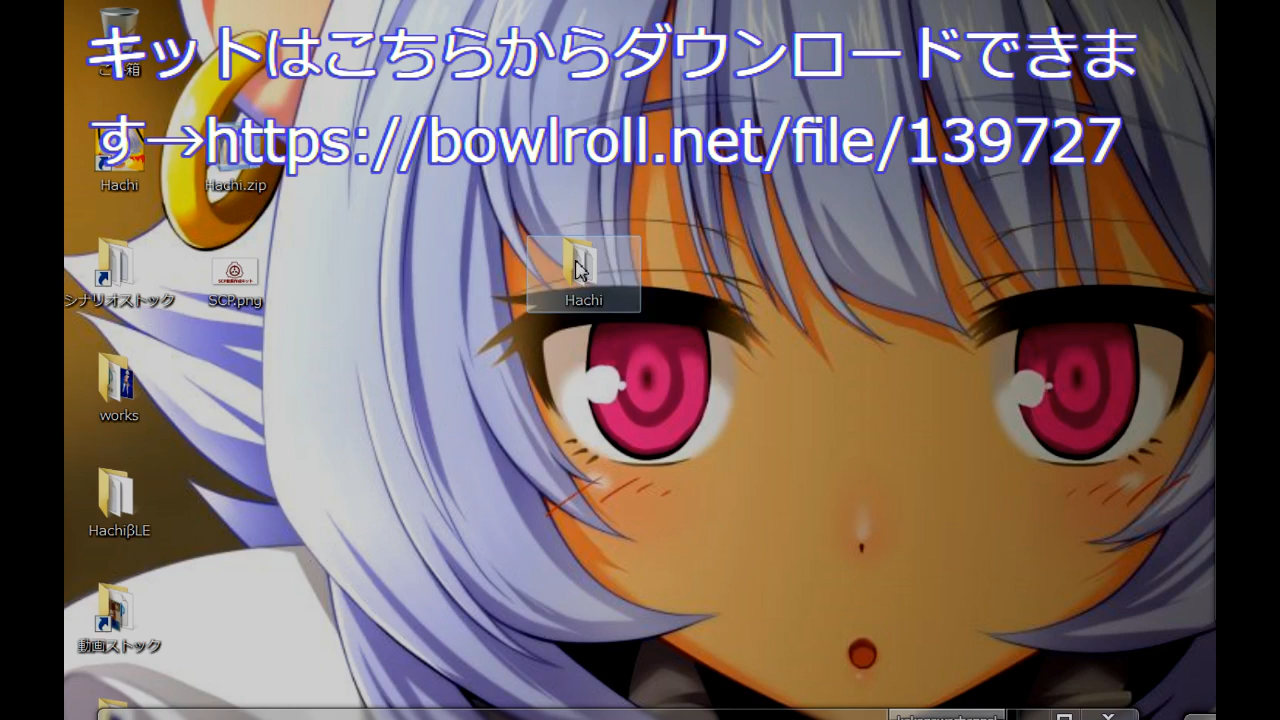 キットはこちらからダウンロードできま
す→https://bowlroll.net/file/139727
Hachi
Hachi.zip
Hachi
シナリオストック
SCP.png
works
HachiβLE
動画ストック